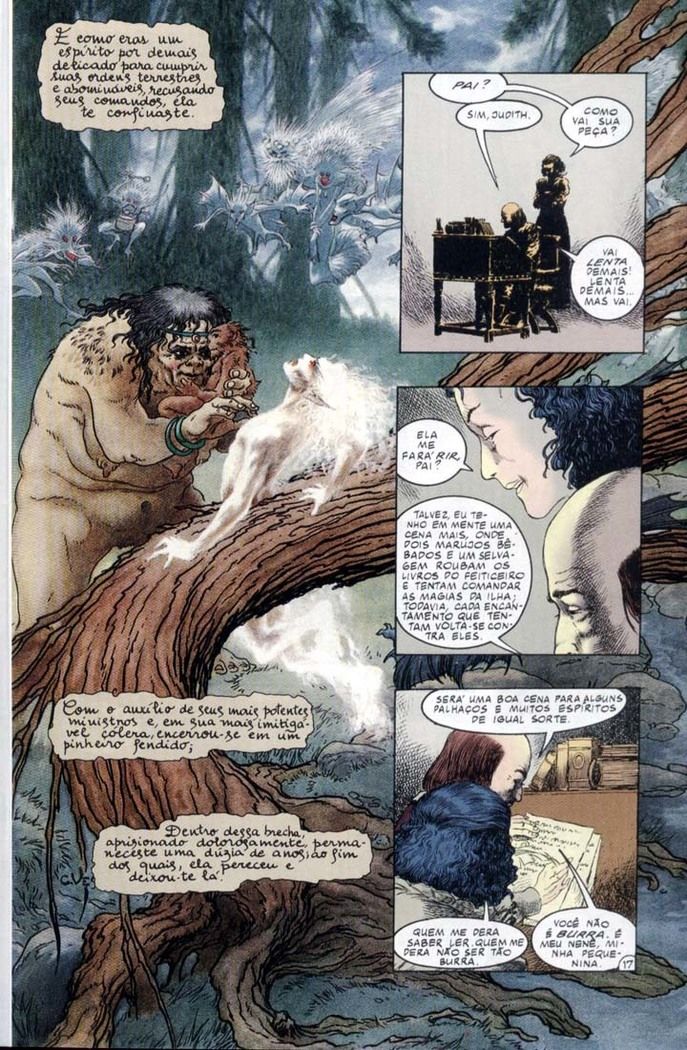 E como eras um
espírito por demais
delicado para cumprir
suas ordens terrestres
e abomináveis, recusando
seus comandos, ela
te confinaste.
PAI?
SIM, JUDITH.
COMO
VAI SUA
PEÇA?
VAI
LENTA
DEMAIS!
LENTA
DEMAIS...
MAS VAI.
ELA
ME
FARÁ RIR,
PAI?
TALVEZ, EU TE-
NHO EM MENTE UMA
CENA MAIS, ONDE
DOIS MARUJOS BÊ-
BADOS E UM SELVA-
GEM ROUBAM OS
LIVROS DO FEITICEIRO
E TENTAM COMANDAR
AS MAGIAS DA ILHA;
TODAVIA, CADA ENCAN-
TAMENTO QUE TEN-
TAM VOLTA-SE CON-
TRA ELES.
Com o auxílio de seus mais potentes
ministros e, em sua mais imitigá-
vel cólera, encerrou-se em um
pinheiro fendido;
SERÁ UMA BOA CENA PARA ALGUNS
PALHAÇOS E MUITOS ESPÍRITOS
DE IGUAL SORTE.
Dentro dessa brecha,
aprisionado dolorosamente, perma-
neceste uma dúzia de anos; ao fim
dos quais, ela pereceu e
deixou-te lá!
QUEM ME DERA
SABER LER. QUEM ME
DERA NÃO SER TÃO
BURRA.
VOCÊ NÃO
É BURRA. É
MEU NENÊ, MI-
NHA PEQUE-
NINA.
17